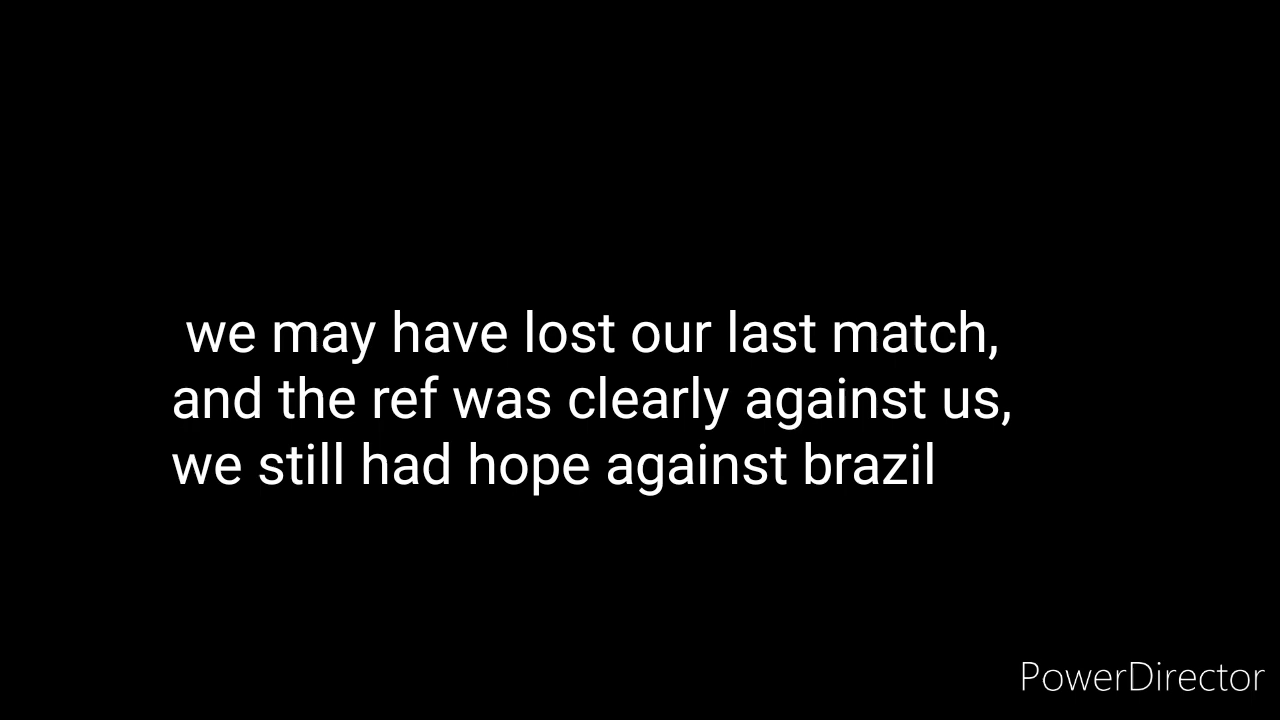 we may have lost our last match,
and the ref was clearly against us,
we still had hope against brazil
PowerDirector